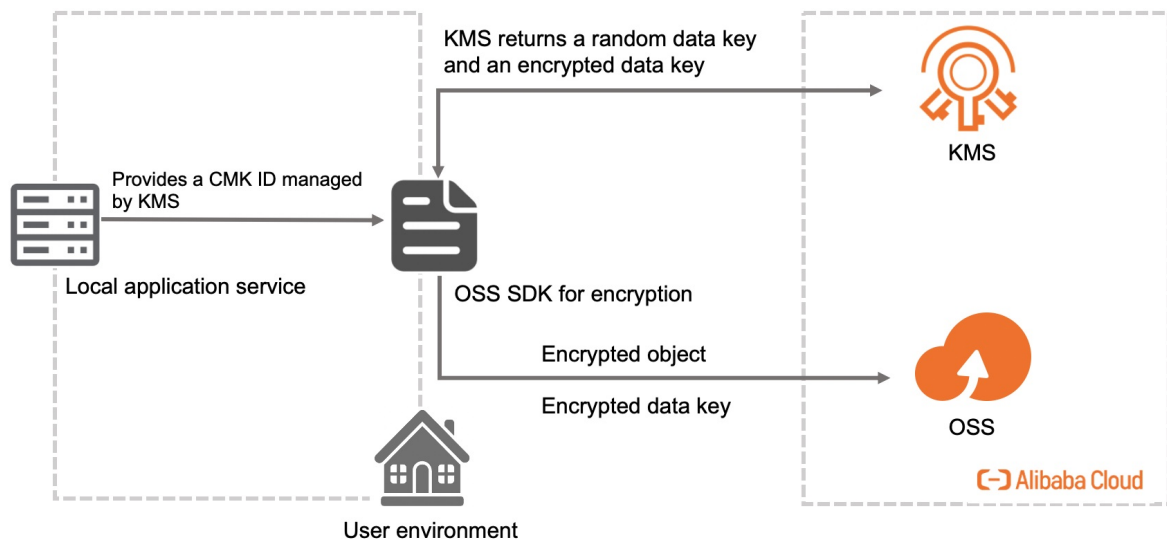 KMS returns a random data key
and an encrypted data key
KMS
Provides a CMK ID managed
by KMS
Local application service
OSS SDK for encryption
Encrypted object
Encrypted data key
OSS
Alibaba Cloud
User environment